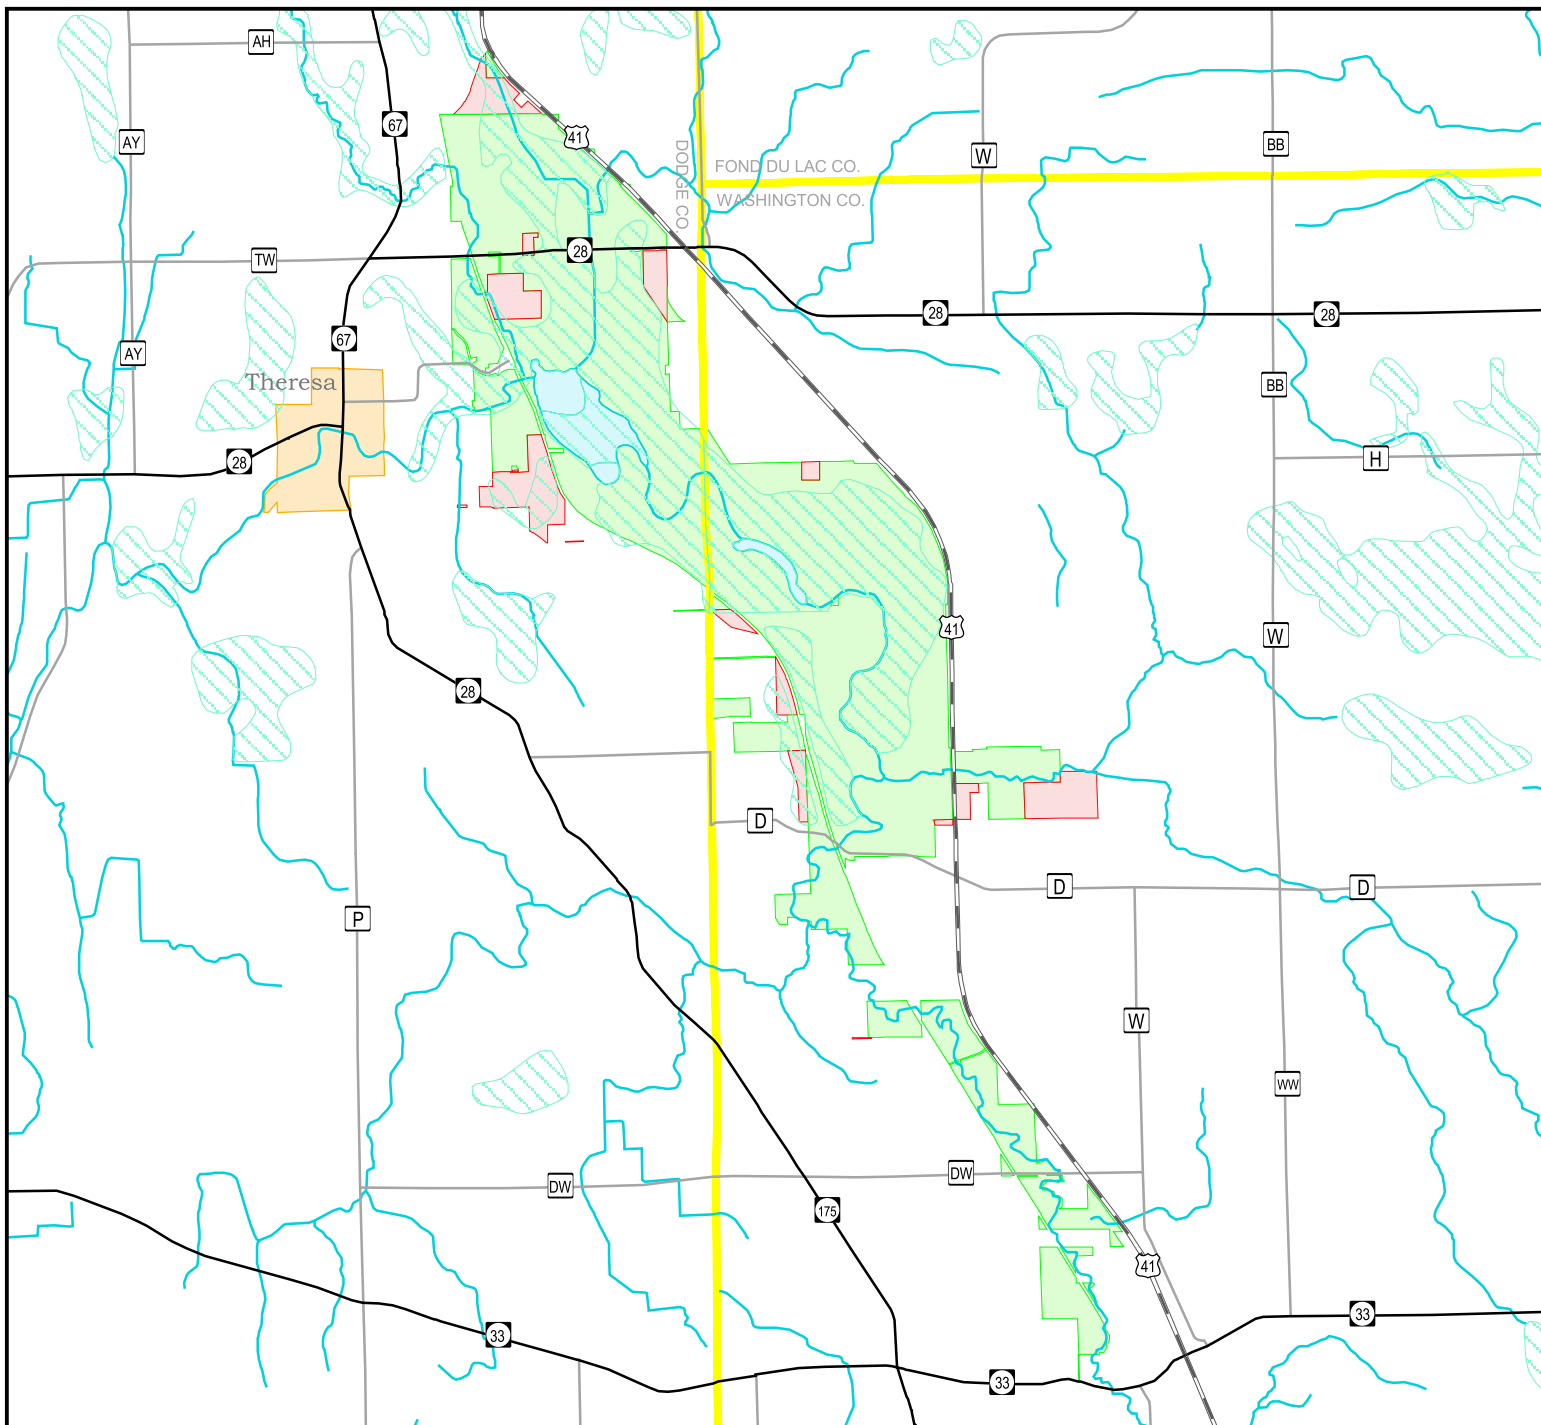 AH
67
41
AY
W
BB
DODGE CO.
FOND DU LAC CO.
WASHINGTON CO.
28
TW
28
28
67
AY
Theresa
BB
28
H
41
W
28
D
D
D
P
W
WW
DW
DW
175
41
33
33
33